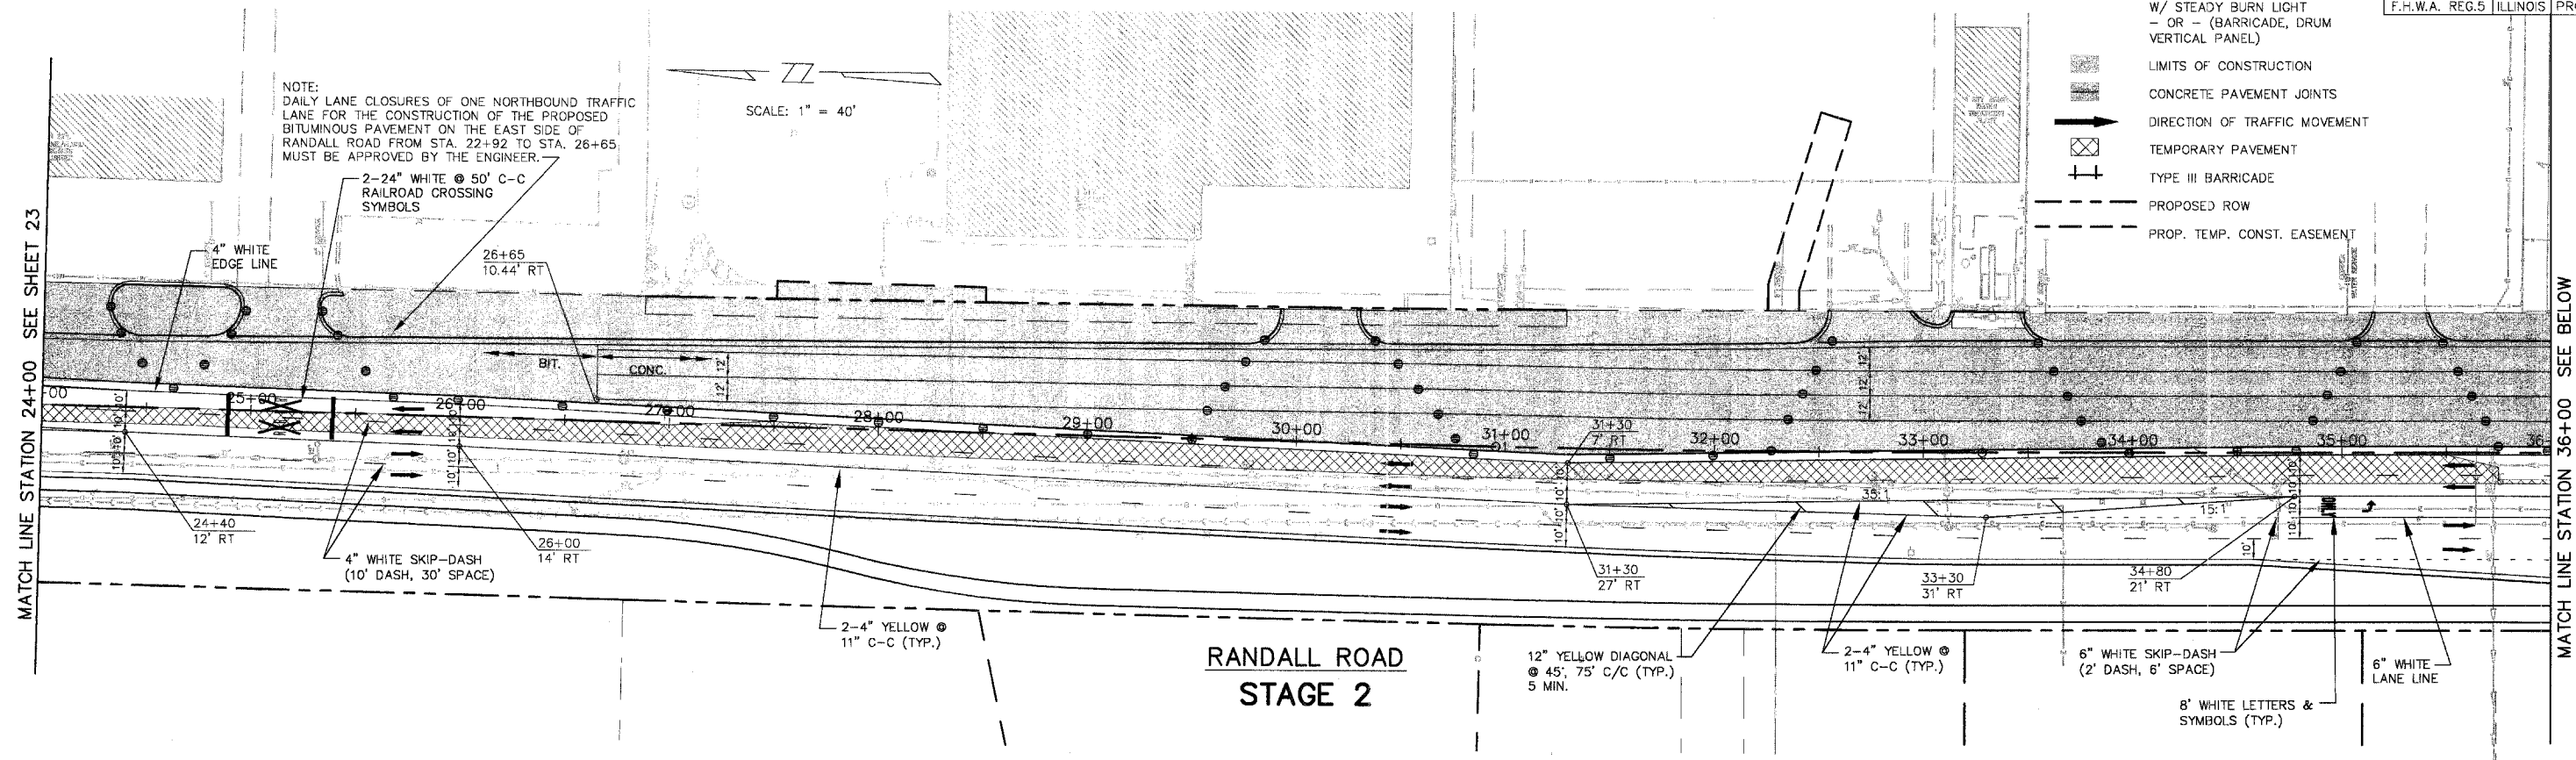 W/ STEADY BURN LIGHT
- OR - (BARRICADE, DRUM
VERTICAL PANEL)
F.H.W.A. REG.5 ILLINOIS
LIMITS OF CONSTRUCTION
CONCRETE PAVEMENT JOINTS
DIRECTION OF TRAFFIC MOVEMENT
TEMPORARY PAVEMENT
TYPE III BARRICADE
PROPOSED ROW
PROP. TEMP. CONST. EASEMENT
NOTE:
DAILY LANE CLOSURES OF ONE NORTHBOUND TRAFFIC
LANE FOR THE CONSTRUCTION OF THE PROPOSED
BITUMINOUS PAVEMENT ON THE EAST SIDE OF
RANDALL ROAD FROM STA. 22+92 TO STA. 26+65
MUST BE APPROVED BY THE ENGINEER.
SCALE: 1" = 40'
2-24" WHITE @ 50' C-C
RAILROAD CROSSING
SYMBOLS
4" WHITE
EDGE LINE
26+65
10.44' RT
MATCH LINE STATION 24+00 SEE SHEET 23
MATCH LINE STATION 36+00 SEE BELOW
BIT.
CONC.
12' 12'
12' 12' 12'
25+00
26+00
27+00
28+00
29+00
30+00
31+00
32+00
33+00
34+00
35+00
31+30
7' RT
24+40
12' RT
26+00
14' RT
4" WHITE SKIP-DASH
(10' DASH, 30' SPACE)
2-4" YELLOW @
11" C-C (TYP.)
31+30
27' RT
15:1
33+30
31' RT
34+80
21' RT
ONLY
12" YELLOW DIAGONAL
@ 45', 75' C/C (TYP.)
5 MIN.
2-4" YELLOW @
11" C-C (TYP.)
6" WHITE SKIP-DASH
(2' DASH, 6' SPACE)
6" WHITE
LANE LINE
8' WHITE LETTERS &
SYMBOLS (TYP.)
RANDALL ROAD
STAGE 2